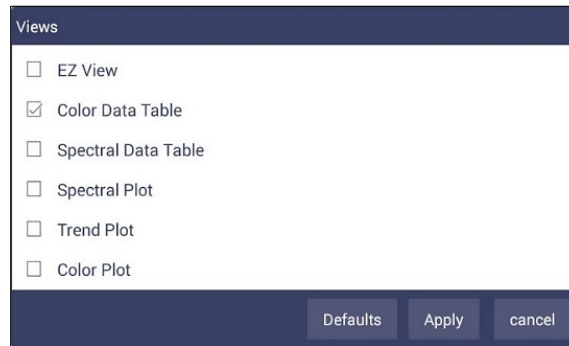 Views
EZ View
Color Data Table
Spectral Data Table
Spectral Plot
Trend Plot
Color Plot
Defaults Apply cancel